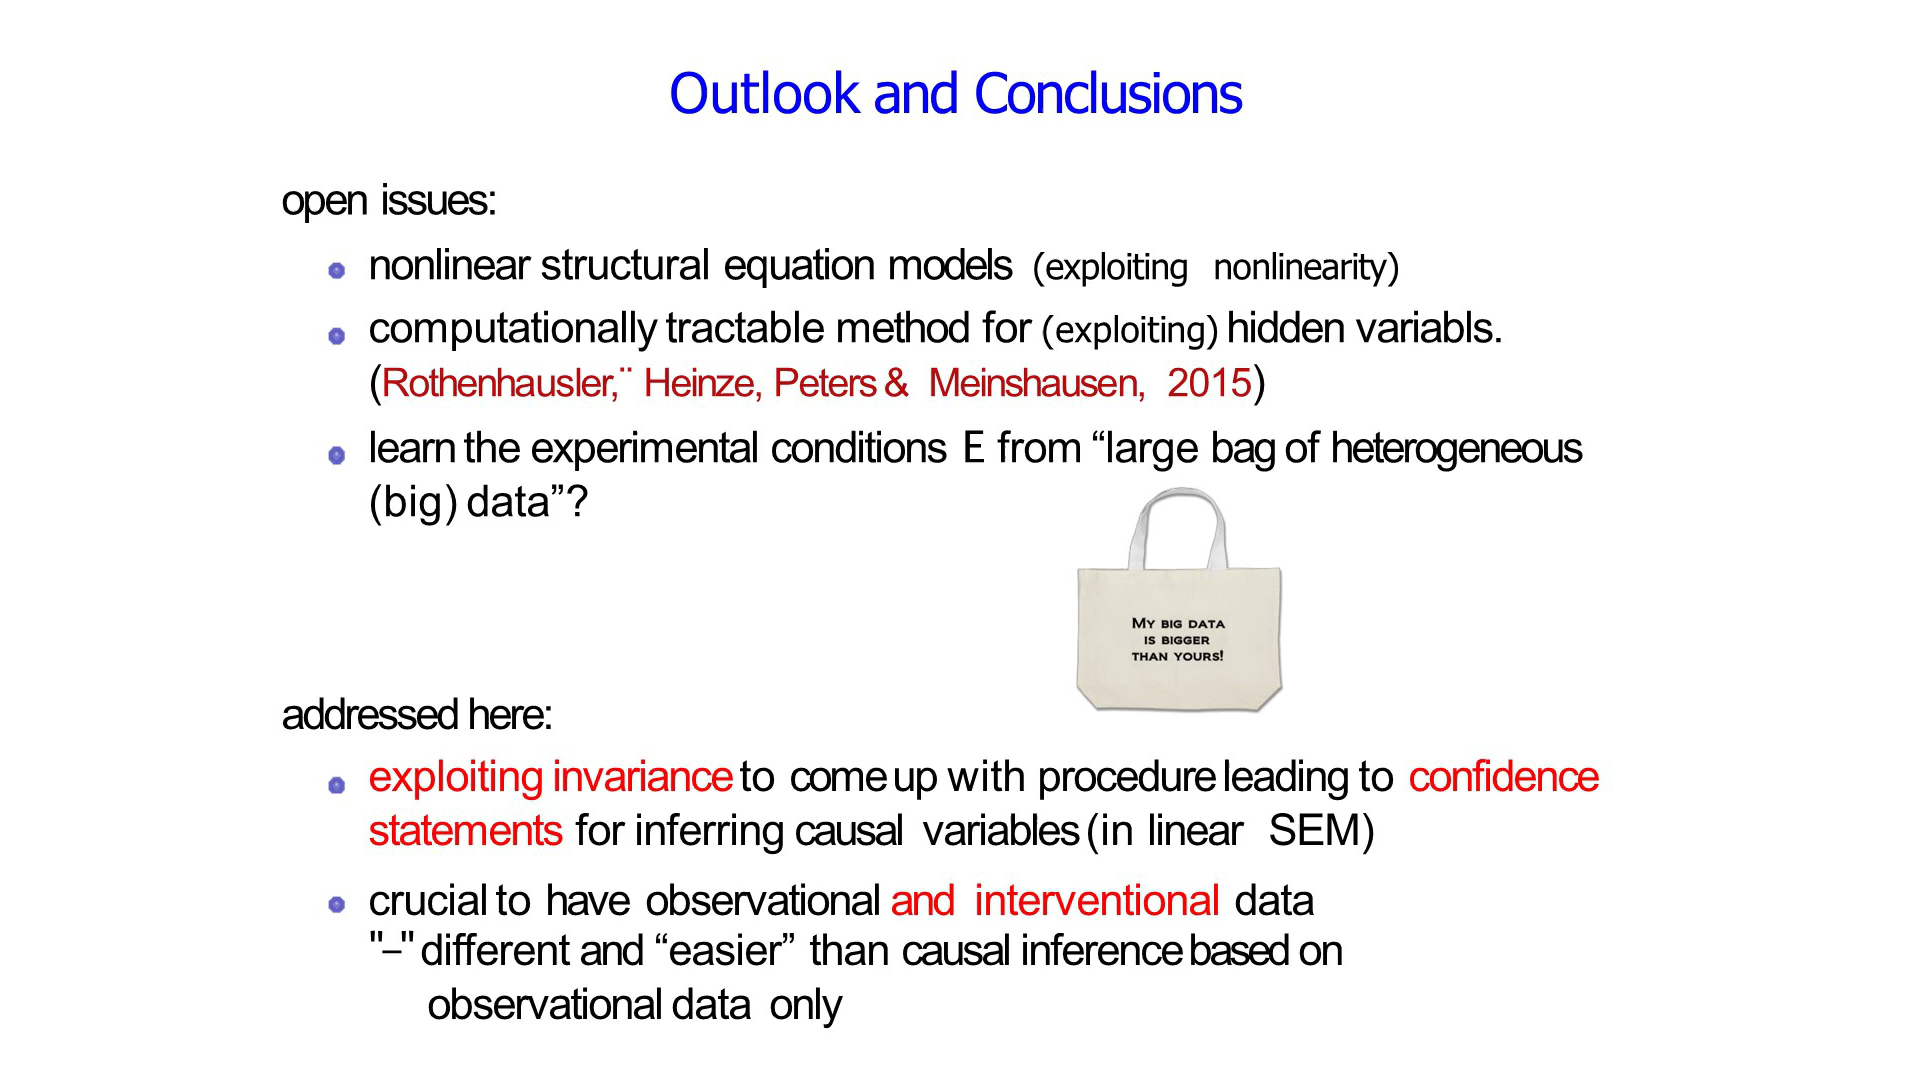 Outlook and Conclusions
open issues:
nonlinear structural equation models (exploiting nonlinearity)
computationally tractable method for (exploiting) hidden variabls.
(Rothenhausler,¨ Heinze, Peters & Meinshausen, 2015)
learn the experimental conditions E from “large bag of heterogeneous
(big) data”?
MY BIG DATA
IS BIGGER
THAN YOURS!
addressed here:
exploiting invariance to come up with procedure leading to confidence
statements for inferring causal variables (in linear SEM)
crucial to have observational and interventional data
"–" different and “easier” than causal inference based on
observational data only